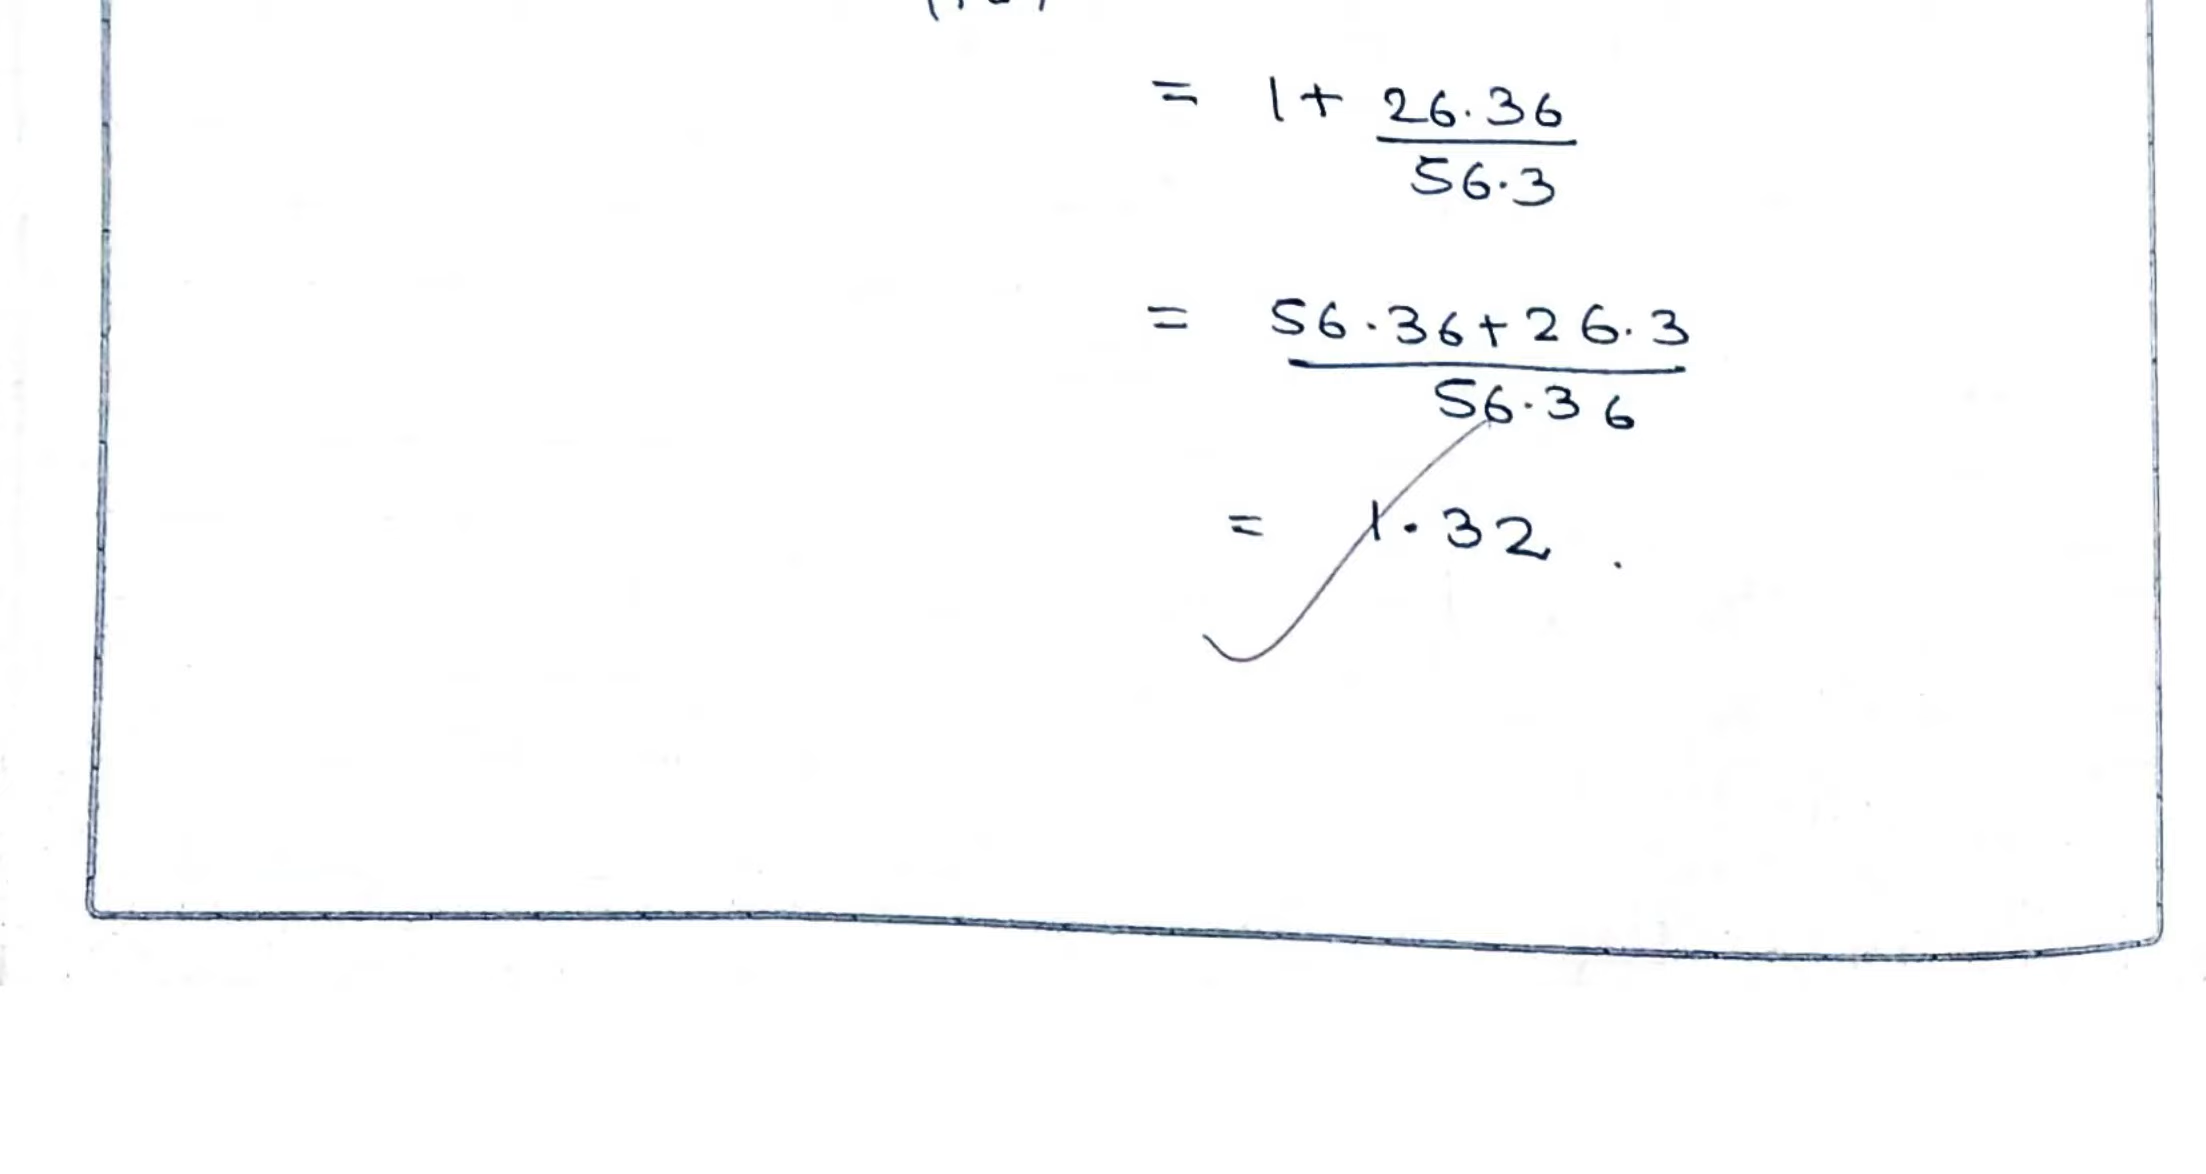 = 1 + 26.36 / 56.3
= 56.36 + 26.3 / 56.36
= 1.32 .